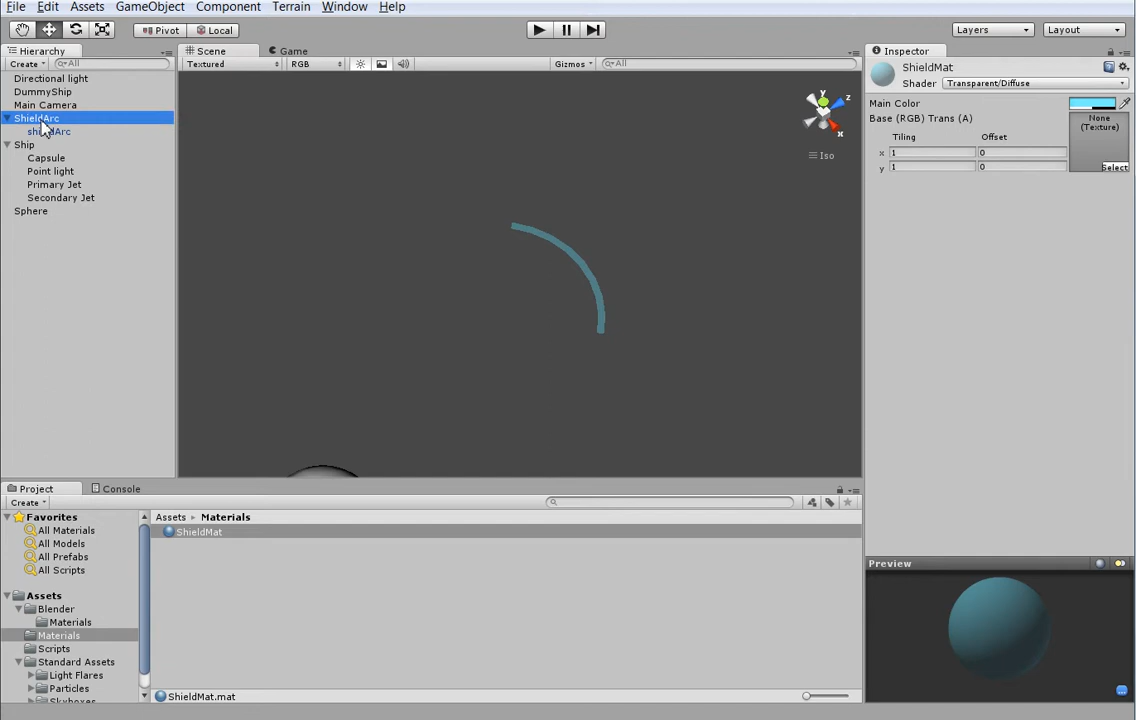 File Edit Assets GameObject Component Terrain Window Help
Pivot Local Layers Layout
Hierarchy
Create All
Directional light
DummyShip
Main Camera
ShieldArc
shieldArc
Ship
Capsule
Point light
Primary Jet
Secondary Jet
Sphere
Scene Game
Textured RGB Gizmos All
y
z
x
Iso
Inspector
ShieldMat
Shader Transparent/Diffuse
Main Color
Base (RGB) Trans (A)
None
(Texture)
Tiling Offset
x 1 0
y 1 0
Select
Project Console
Create
Favorites
All Materials
All Models
All Prefabs
All Scripts
Assets
Blender
Materials
Materials
Scripts
Standard Assets
Light Flares
Particles
Skyboxes
Assets Materials
ShieldMat
ShieldMat.mat
Preview